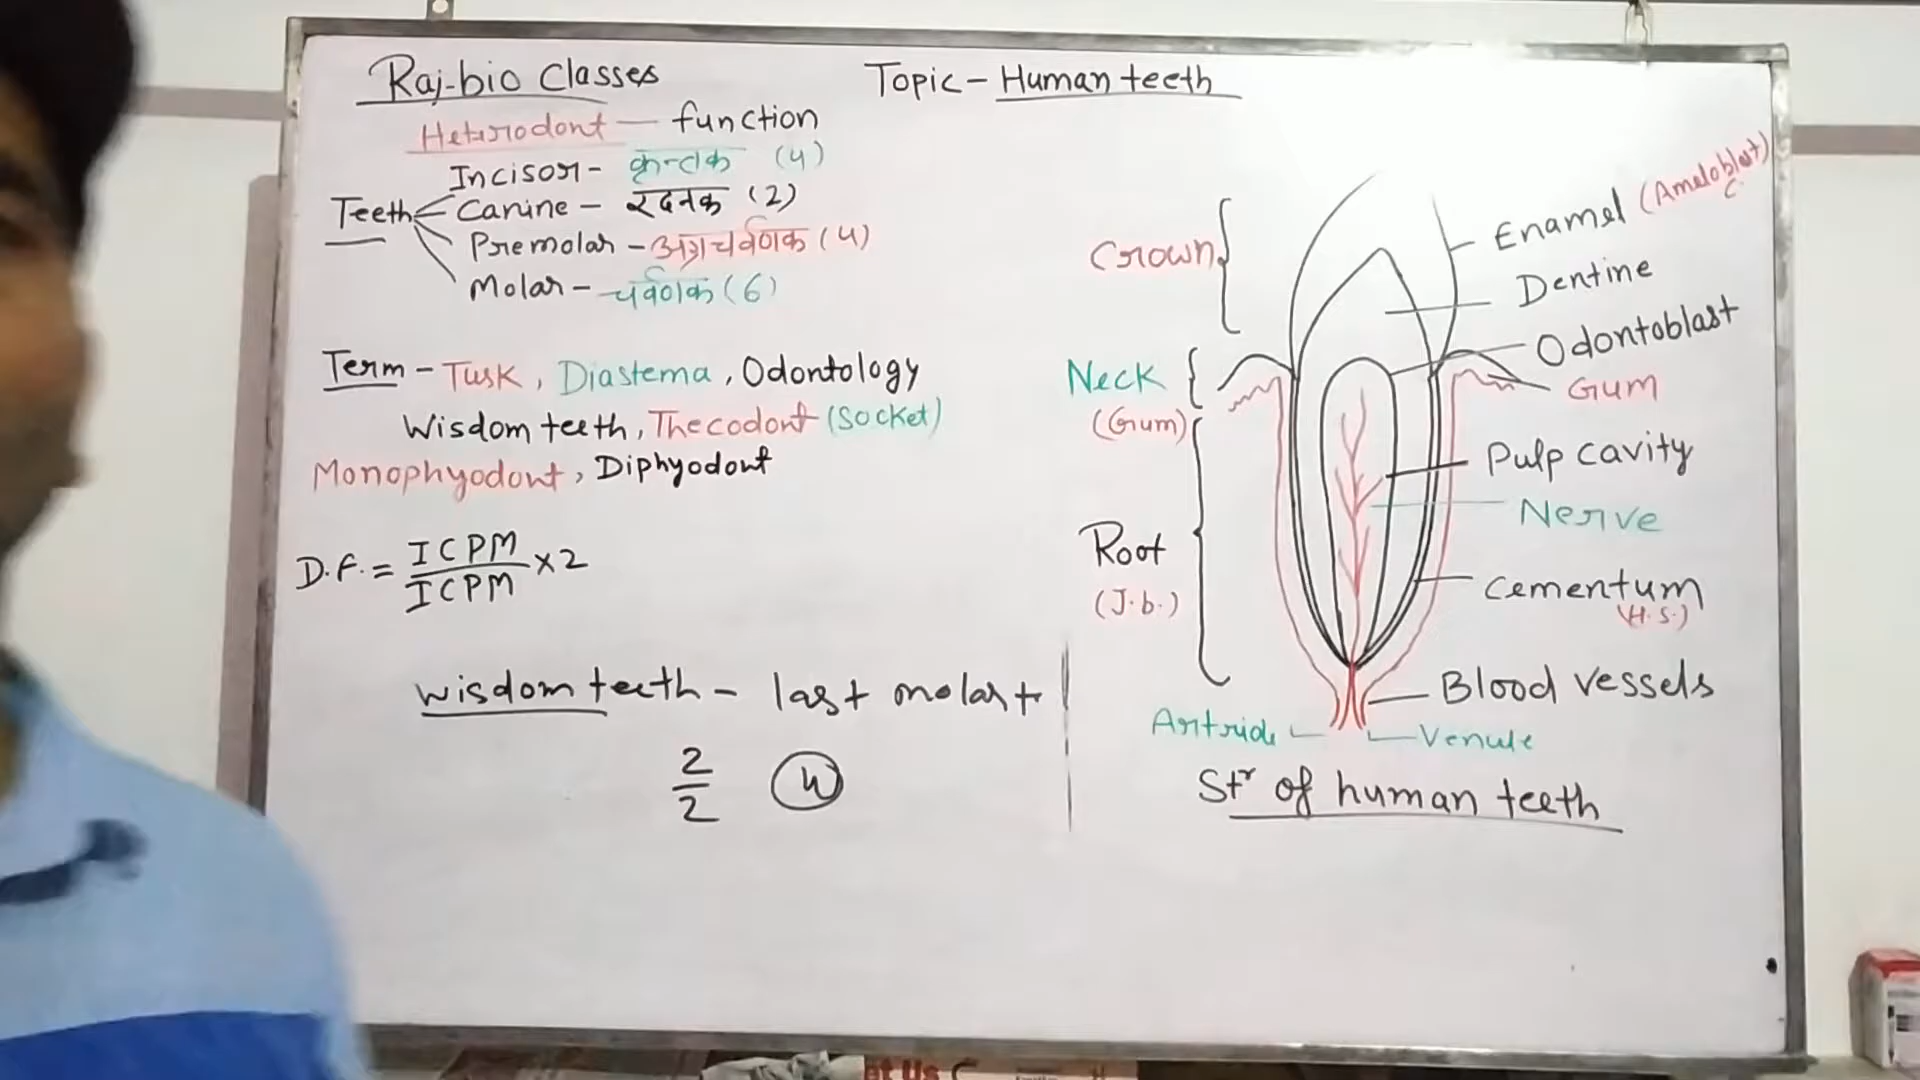 Raj-bio Classes
Topic - Human teeth
Heterodont — function
Teeth
Incisor - कृन्तक (4)
Canine - रदनक (2)
Premolar - अग्रचर्वणक (4)
Molar - चर्वणक (6)
Term - Tusk, Diastema, Odontology
Wisdom teeth, Thecodont (Socket)
Monophyodont, Diphyodont
D.F. = ICPM / ICPM ×2
wisdom teeth - last molar
2
2
4
Crown
Neck
(Gum)
Root
(J.b.)
Enamel (Ameloblast)
C.
Dentine
Odontoblast
Gum
Pulp cavity
Nerve
Cementum
(H.S.)
Blood vessels
Venule
Str of human teeth